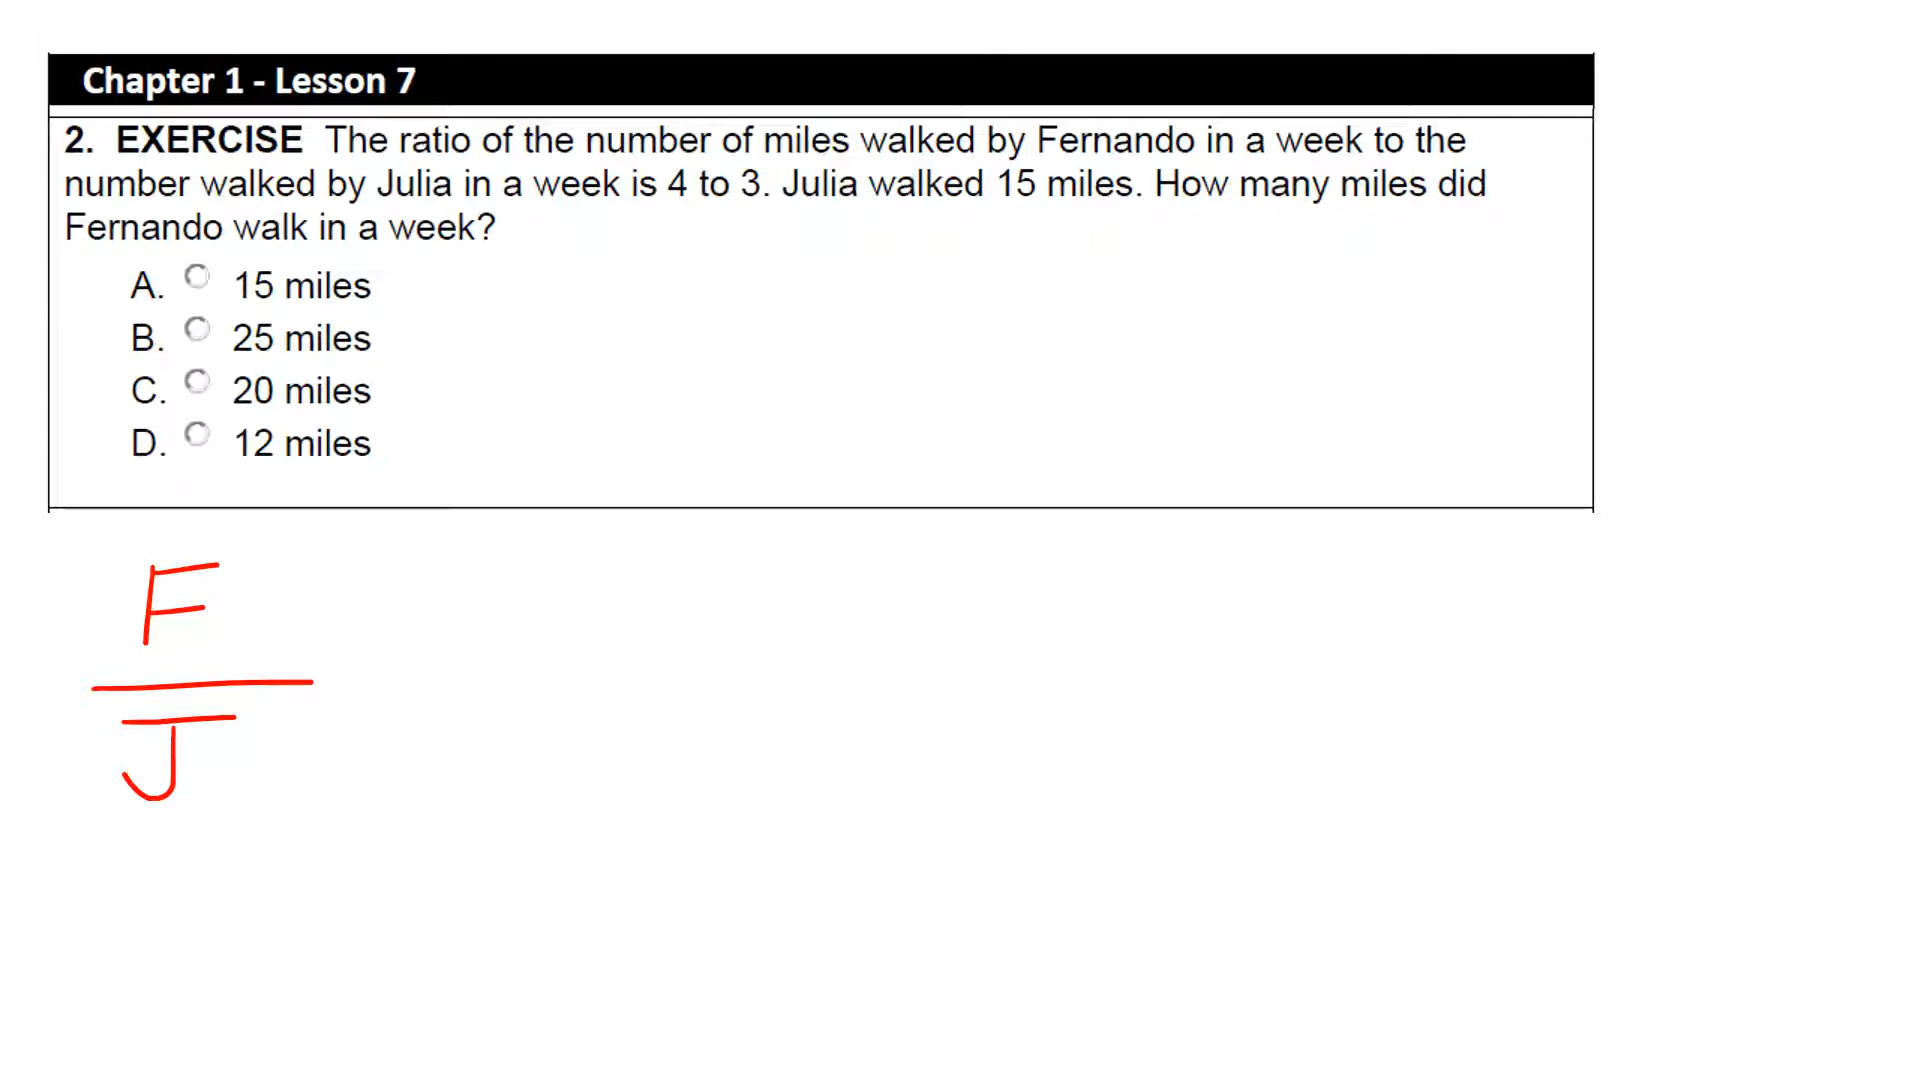 Chapter 1 - Lesson 7
2. EXERCISE The ratio of the number of miles walked by Fernando in a week to the
number walked by Julia in a week is 4 to 3. Julia walked 15 miles. How many miles did
Fernando walk in a week?
A. 15 miles
B. 25 miles
C. 20 miles
D. 12 miles
F
J